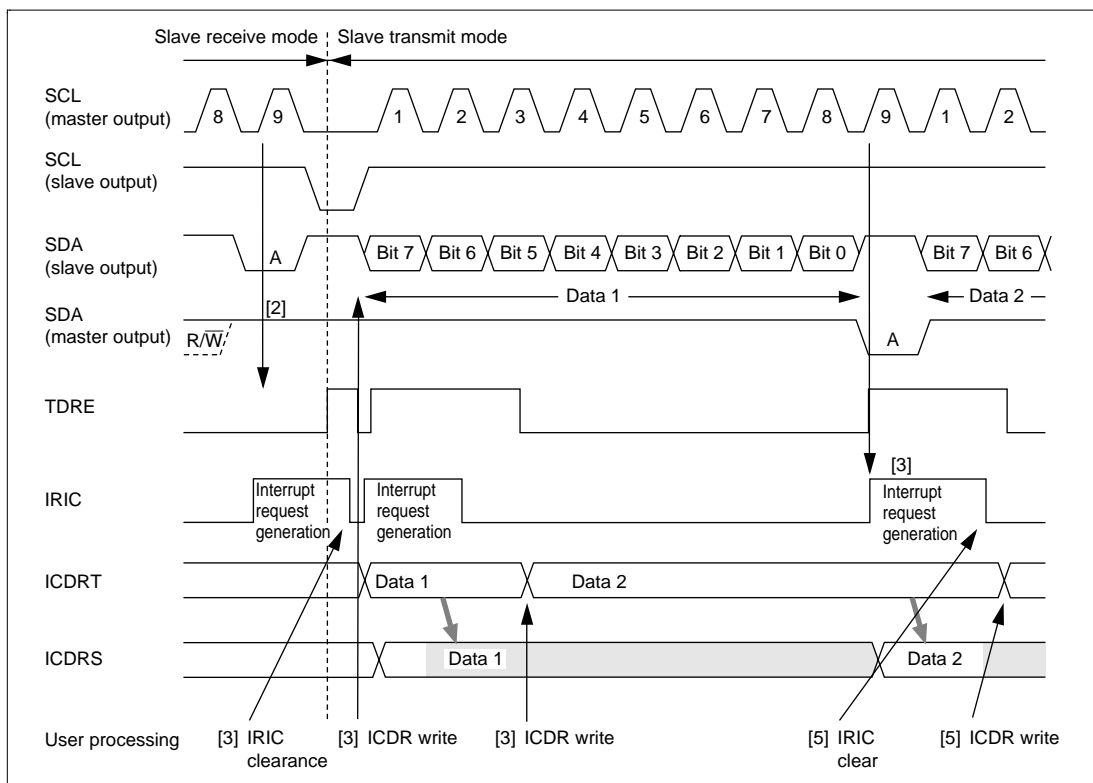 Slave receive mode Slave transmit mode
SCL
(master output)
8 9 1 2 3 4 5 6 7 8 9 1 2
SCL
(slave output)
SDA
(slave output)
A Bit 7 Bit 6 Bit 5 Bit 4 Bit 3 Bit 2 Bit 1 Bit 0 Bit 7 Bit 6
Data 1 Data 2
[2]
SDA
(master output)
R/W̅ A
TDRE
[3]
IRIC
Interrupt request generation
Interrupt request generation
Interrupt request generation
ICDRT
Data 1 Data 2
ICDRS
Data 1 Data 2
User processing
[3] IRIC
clearance
[3] ICDR write
[3] ICDR write
[5] IRIC
clear
[5] ICDR write